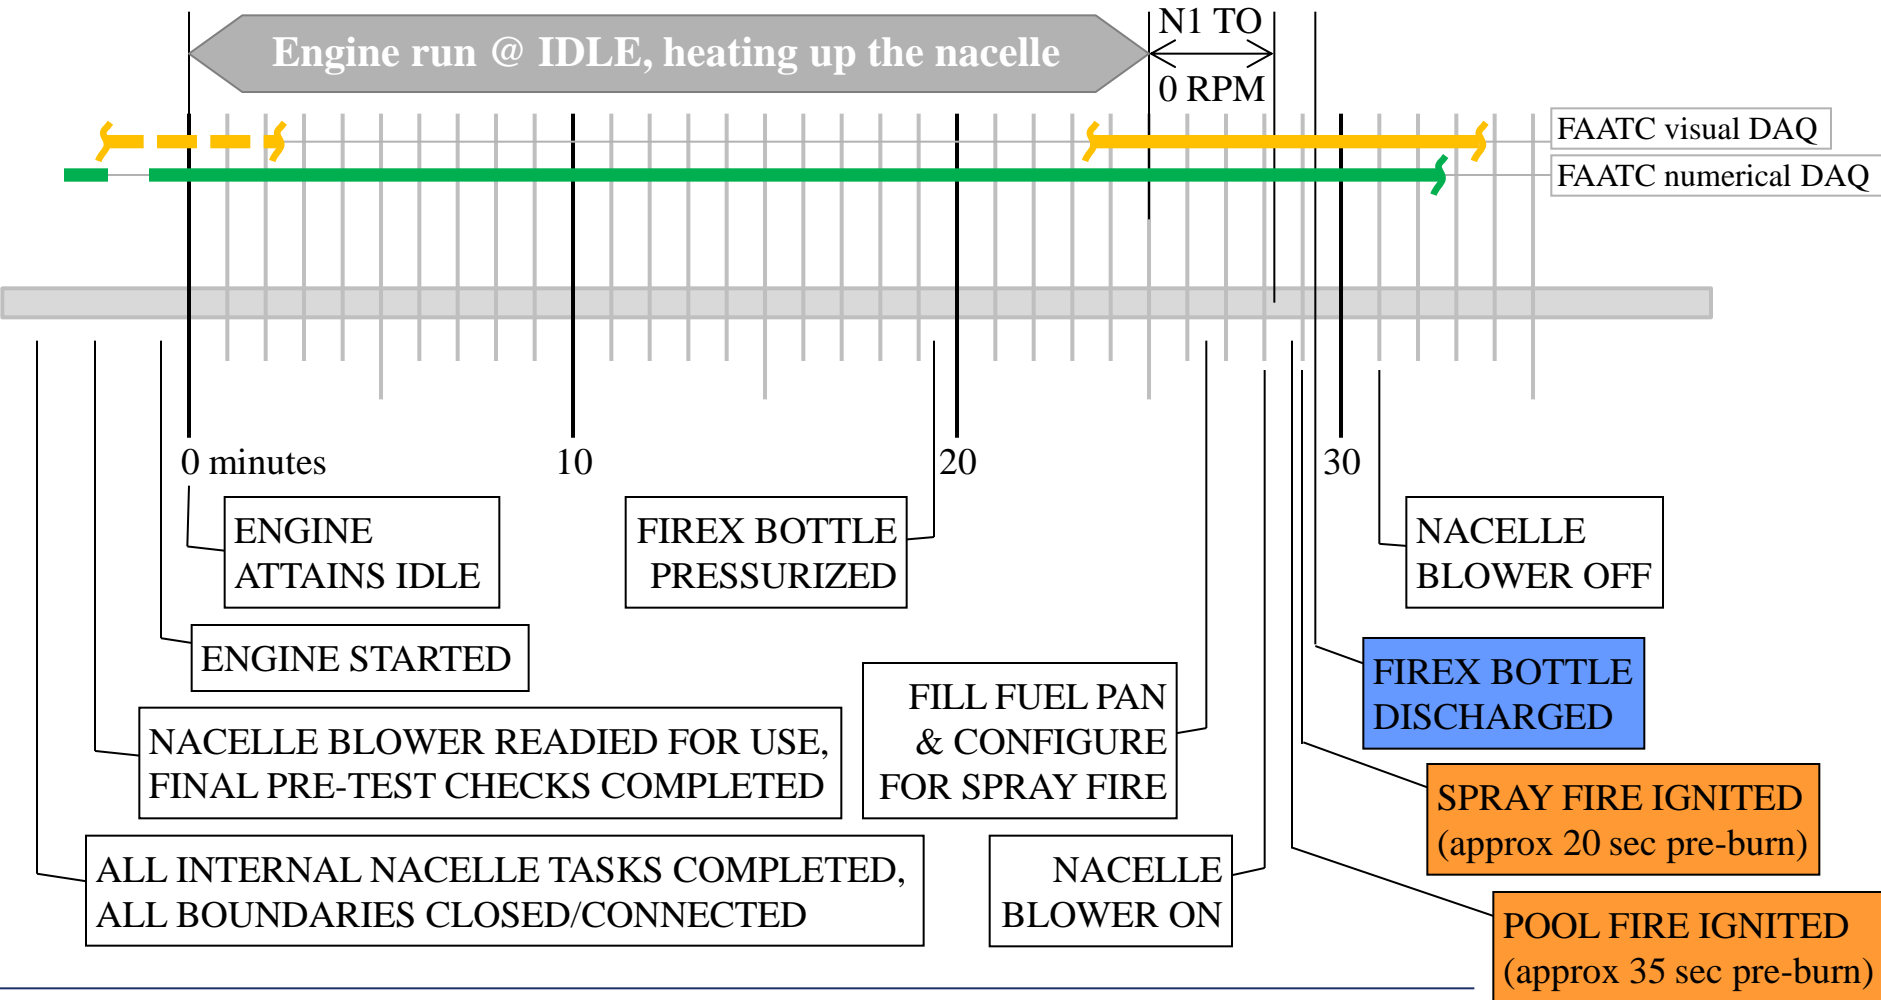 Engine run @ IDLE, heating up the nacelle
N1 TO
0 RPM
FAATC visual DAQ
FAATC numerical DAQ
0 minutes
10
20
30
ENGINE
ATTAINS IDLE
FIREX BOTTLE
PRESSURIZED
NACELLE
BLOWER OFF
ENGINE STARTED
FIREX BOTTLE
DISCHARGED
FILL FUEL PAN
& CONFIGURE
FOR SPRAY FIRE
NACELLE BLOWER READIED FOR USE,
FINAL PRE-TEST CHECKS COMPLETED
SPRAY FIRE IGNITED
(approx 20 sec pre-burn)
ALL INTERNAL NACELLE TASKS COMPLETED,
ALL BOUNDARIES CLOSED/CONNECTED
NACELLE
BLOWER ON
POOL FIRE IGNITED
(approx 35 sec pre-burn)